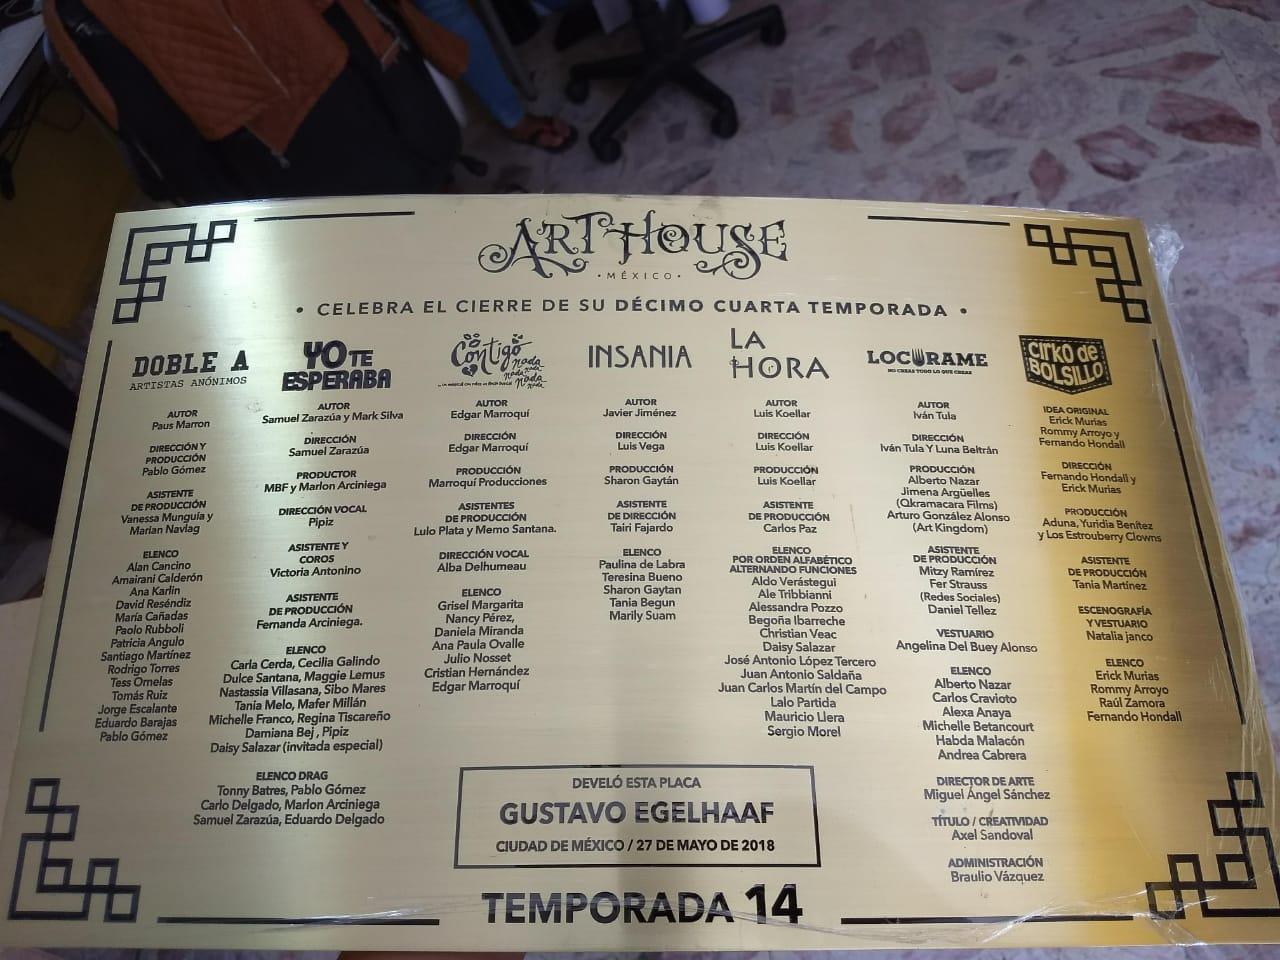 ART HOUSE
• MÉXICO •
• CELEBRA EL CIERRE DE SU DÉCIMO CUARTA TEMPORADA •
DOBLE A
ARTISTAS ANÓNIMOS
AUTOR
Paus Marron
DIRECCIÓN Y
PRODUCCIÓN
Pablo Gómez
ASISTENTE
DE PRODUCCIÓN
Vanessa Munguía y
Marian Navlag
ELENCO
Alan Cancino
Amairani Calderón
Ana Karlin
David Reséndiz
María Cañadas
Paolo Rubboli
Patricia Angulo
Santiago Martínez
Rodrigo Torres
Tess Ornelas
Tomás Ruiz
Jorge Escalante
Eduardo Barajas
Pablo Gómez
YO TE
ESPERABA
AUTOR
Samuel Zarazúa y Mark Silva
DIRECCIÓN
Samuel Zarazúa
PRODUCTOR
MBF y Marlon Arciniega
DIRECCIÓN VOCAL
Pipiz
ASISTENTE Y
COROS
Victoria Antonino
ASISTENTE
DE PRODUCCIÓN
Fernanda Arciniega.
ELENCO
Carla Cerda, Cecilia Galindo
Dulce Santana, Maggie Lemus
Nastassia Villasana, Sibo Mares
Tania Melo, Mafer Millán
Michelle Franco, Regina Tiscareño
Damiana Bej , Pipiz
Daisy Salazar (invitada especial)
ELENCO DRAG
Tonny Batres, Pablo Gómez
Carlo Delgado, Marlon Arciniega
Samuel Zarazúa, Eduardo Delgado
Contigo
nada
nada
nada
AUTOR
Edgar Marroquí
DIRECCIÓN
Edgar Marroquí
PRODUCCIÓN
Marroquí Producciones
ASISTENTES
DE PRODUCCIÓN
Lulo Plata y Memo Santana.
DIRECCIÓN VOCAL
Alba Delhumeau
ELENCO
Grisel Margarita
Nancy Pérez,
Daniela Miranda
Ana Paula Ovalle
Julio Nosset
Cristian Hernández
Edgar Marroquí
INSANIA
AUTOR
Javier Jiménez
DIRECCIÓN
Luis Vega
PRODUCCIÓN
Sharon Gaytán
ASISTENTE
DE DIRECCIÓN
Tairi Fajardo
ELENCO
Paulina de Labra
Teresina Bueno
Sharon Gaytan
Tania Begun
Marily Suam
LA
HORA
AUTOR
Luis Koellar
DIRECCIÓN
Luis Koellar
PRODUCCIÓN
Luis Koellar
ASISTENTE
DE PRODUCCIÓN
Carlos Paz
ELENCO
POR ORDEN ALFABÉTICO
ALTERNANDO FUNCIONES
Aldo Verástegui
Ale Tribbianni
Alessandra Pozzo
Begoña Ibarreche
Christian Veac
Daisy Salazar
José Antonio López Tercero
Juan Antonio Saldaña
Juan Carlos Martín del Campo
Lalo Partida
Mauricio Llera
Sergio Morel
LOCURAME
NO CREAS TODO LO QUE CREAS
AUTOR
Iván Tula
DIRECCIÓN
Iván Tula Y Luna Beltrán
PRODUCCIÓN
Alberto Nazar
Jimena Argüelles
(Qkramacara Films)
Arturo González Alonso
(Art Kingdom)
ASISTENTE
DE PRODUCCIÓN
Mitzy Ramírez
Fer Strauss
(Redes Sociales)
Daniel Tellez
VESTUARIO
Angelina Del Buey Alonso
ELENCO
Alberto Nazar
Carlos Cravioto
Alexa Anaya
Michelle Betancourt
Habda Malacón
Andrea Cabrera
DIRECTOR DE ARTE
Miguel Ángel Sánchez
TÍTULO / CREATIVIDAD
Axel Sandoval
ADMINISTRACIÓN
Braulio Vázquez
CIRKO de
BOLSILLO
IDEA ORIGINAL
Erick Murias
Rommy Arroyo y
Fernando Hondall
DIRECCIÓN
Fernando Hondall y
Erick Murias
PRODUCCIÓN
Aduna, Yuridia Benítez
y Los Estrouberry Clowns
ASISTENTE
DE PRODUCCIÓN
Tania Martínez
ESCENOGRAFÍA
Y VESTUARIO
Natalia janco
ELENCO
Erick Murias
Rommy Arroyo
Raúl Zamora
Fernando Hondall
DEVELÓ ESTA PLACA
GUSTAVO EGELHAAF
CIUDAD DE MÉXICO / 27 DE MAYO DE 2018
TEMPORADA 14